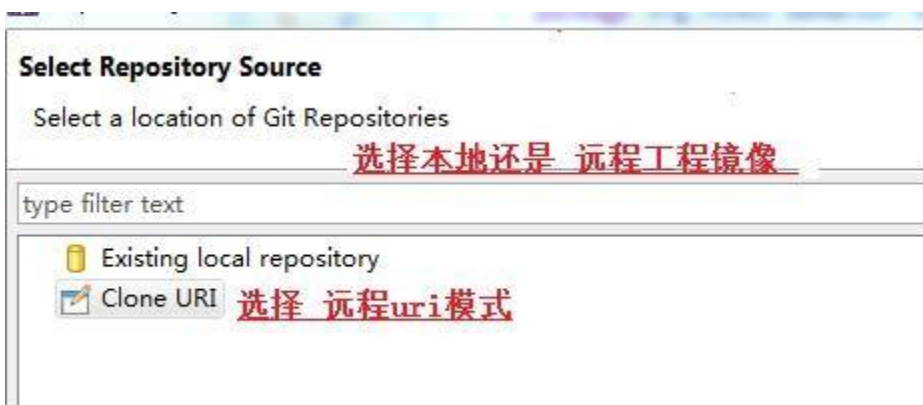 Select Repository Source
Select a location of Git Repositories
选择本地还是 远程工程镜像
type filter text
Existing local repository
Clone URI 选择 远程uri模式